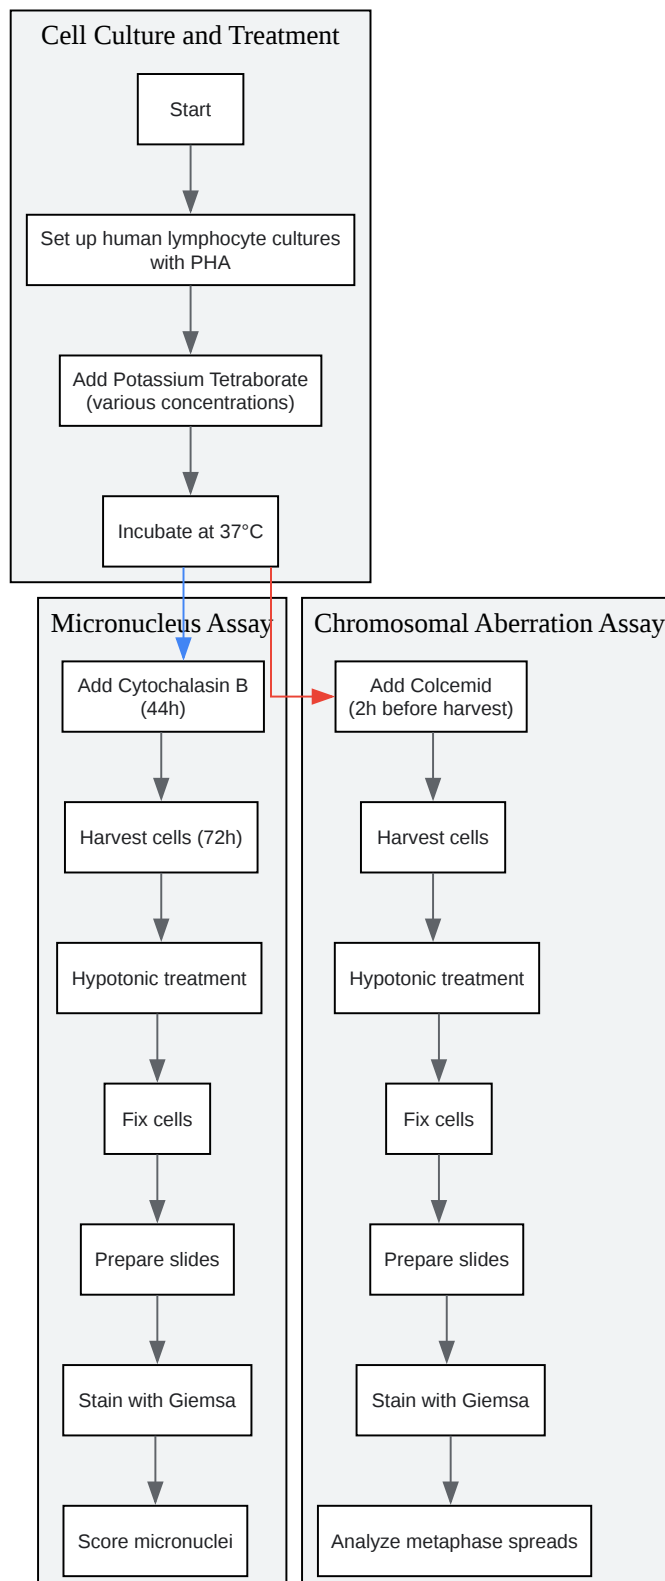 Cell Culture and Treatment
Start
Set up human lymphocyte cultures
with PHA
Add Potassium Tetraborate
(various concentrations)
Incubate at 37°C
Micronucleus Assay
Add Cytochalasin B
(44h)
Harvest cells (72h)
Hypotonic treatment
Fix cells
Prepare slides
Stain with Giemsa
Score micronuclei
Chromosomal Aberration Assay
Add Colcemid
(2h before harvest)
Harvest cells
Hypotonic treatment
Fix cells
Prepare slides
Stain with Giemsa
Analyze metaphase spreads